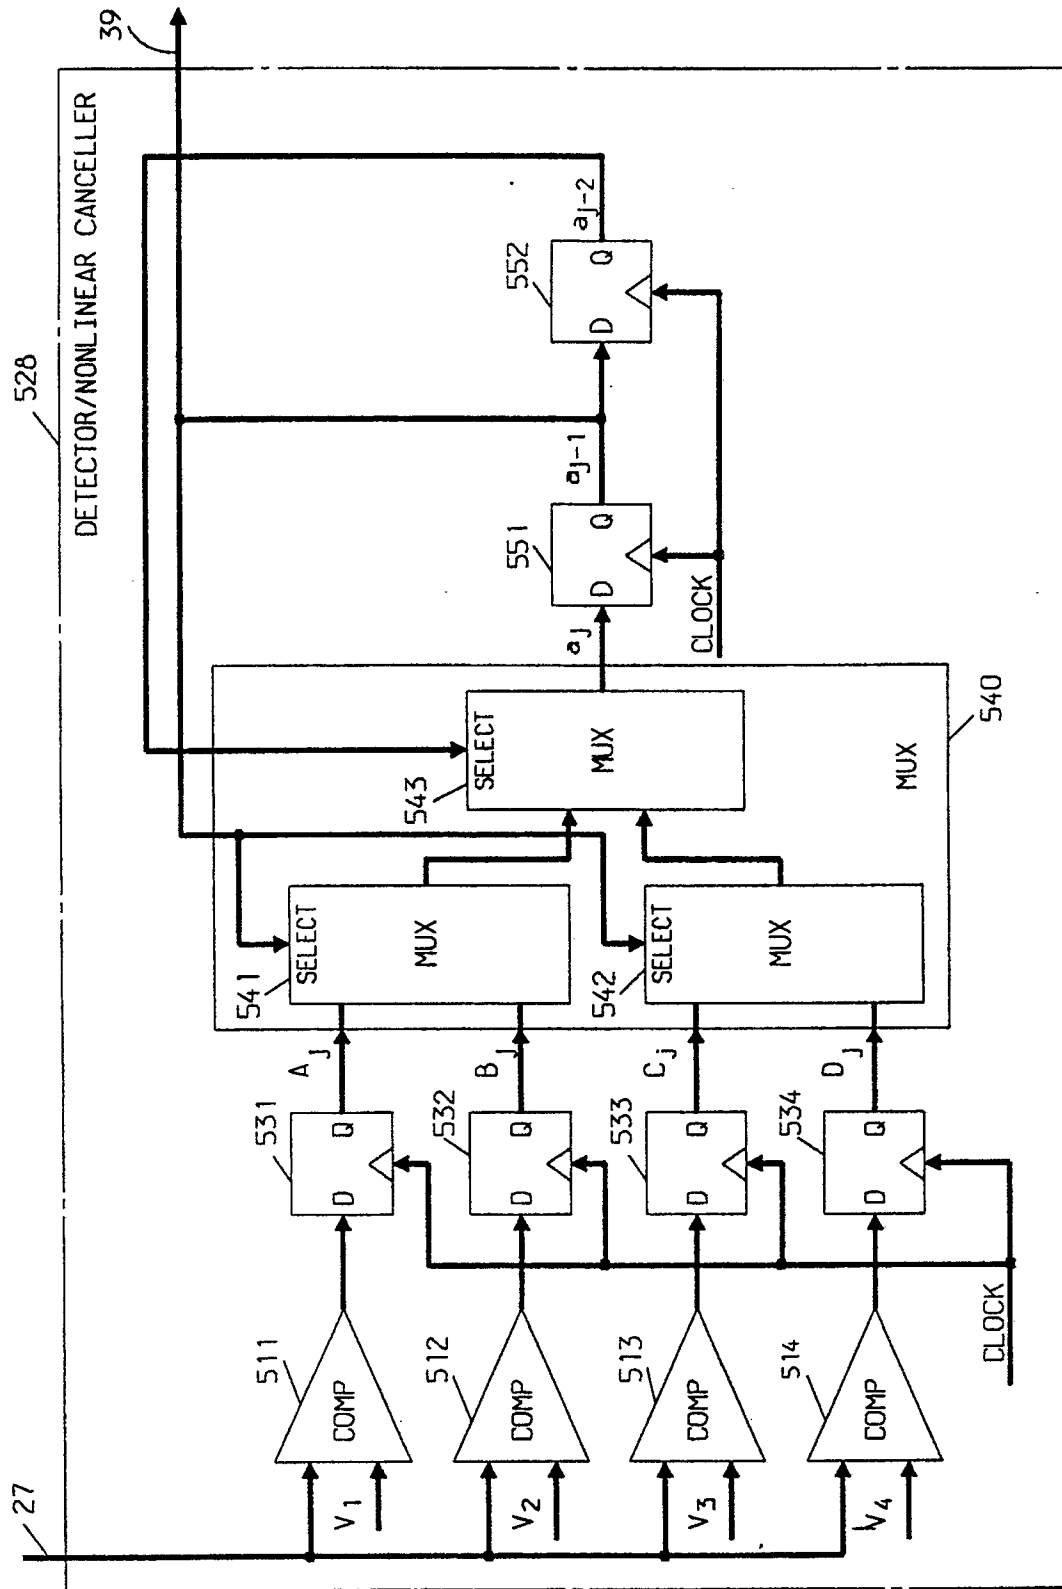 39
528
DETECTOR/NONLINEAR CANCELLER
27
V1
V2
V3
V4
511
COMP
512
COMP
513
COMP
514
COMP
CLOCK
531
D Q
532
D Q
533
D Q
534
D Q
Aj
Bj
Cj
Dj
541
SELECT
MUX
542
SELECT
MUX
543
SELECT
MUX
MUX
540
aj
551
D Q
aj-1
552
D Q
aj-2
CLOCK